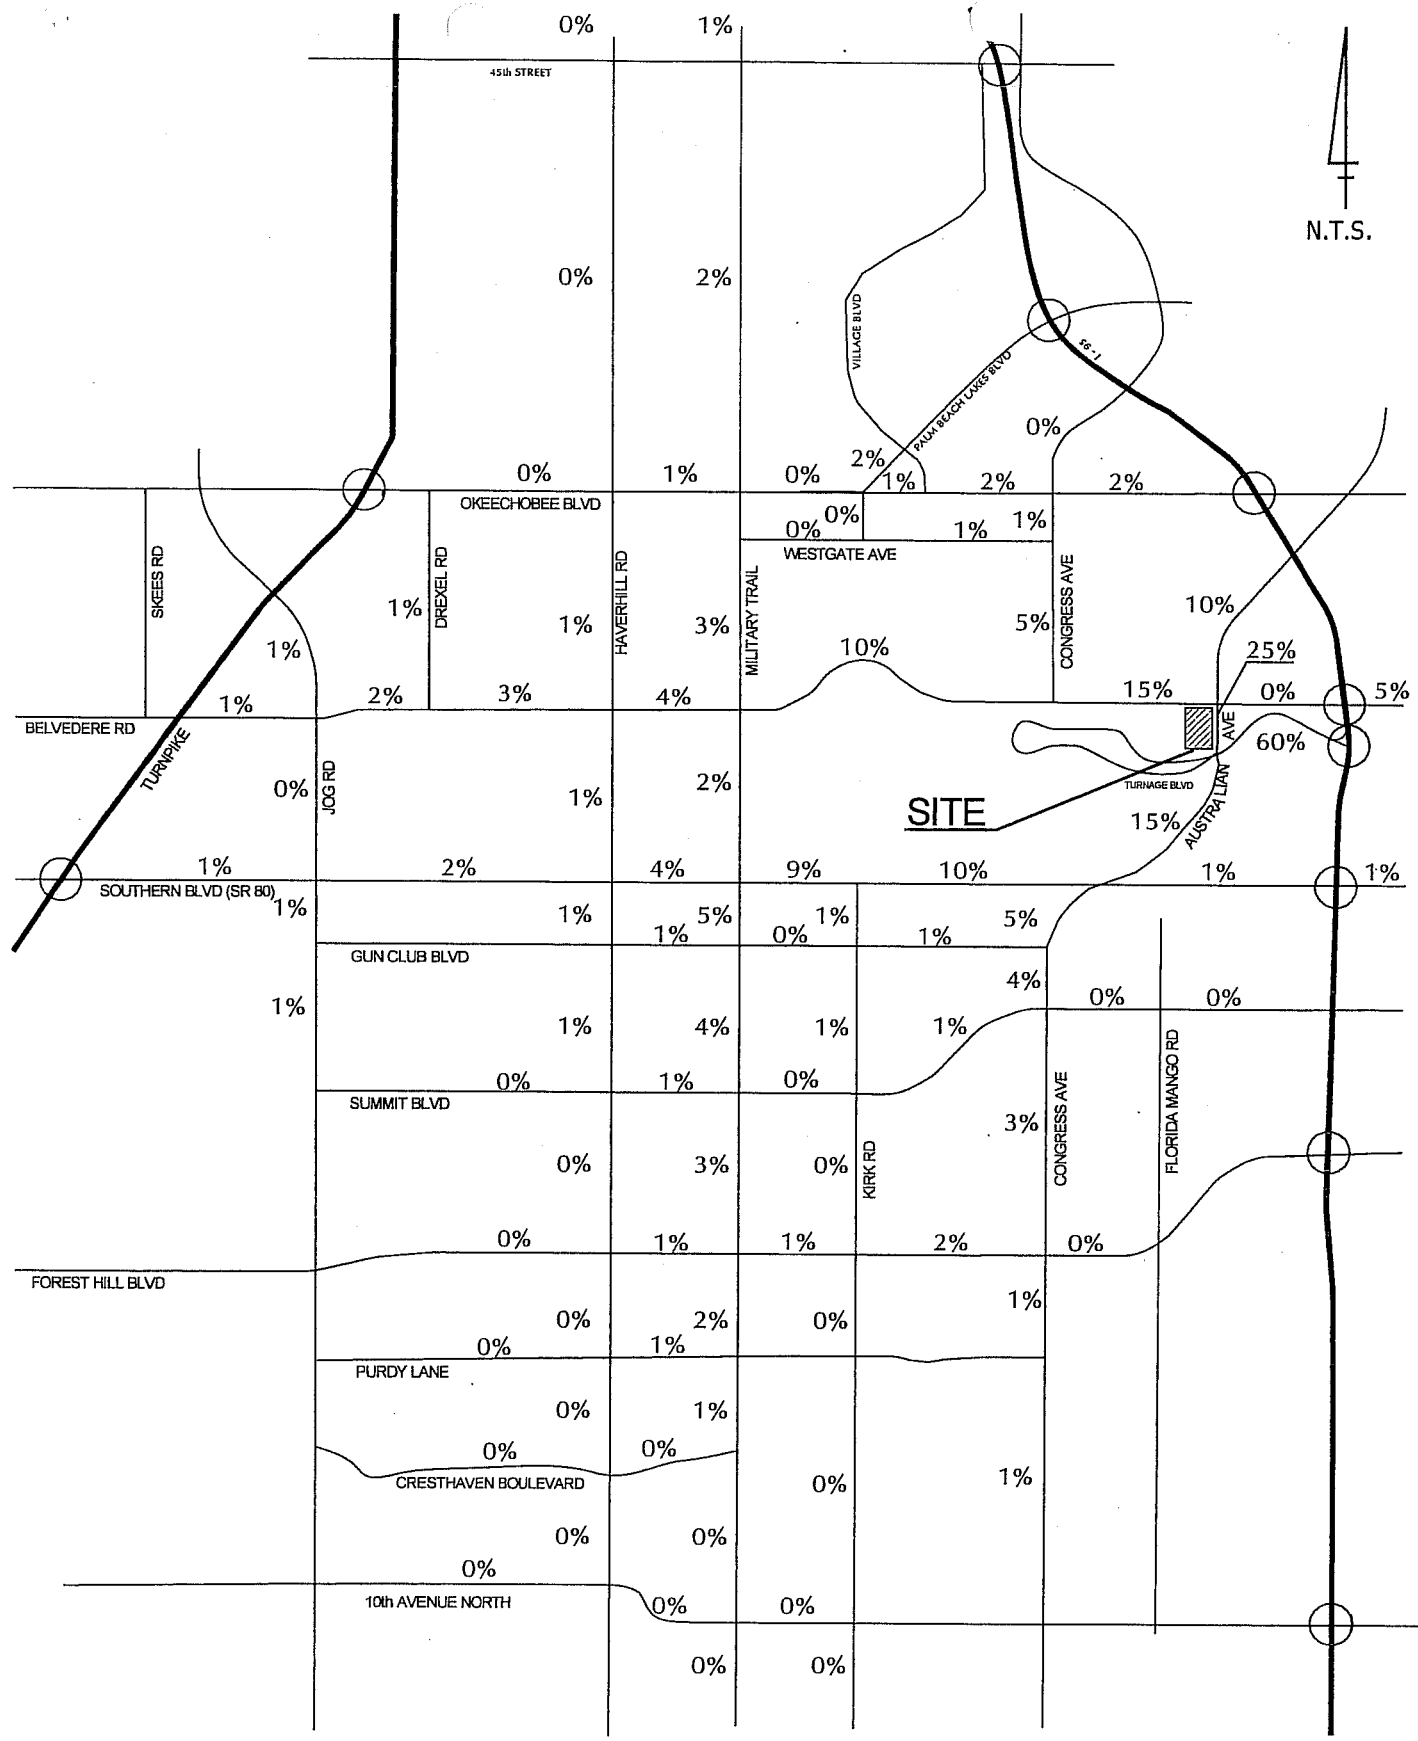 0% 1%
45th STREET
N.T.S.
0% 2%
VILLAGE BLVD
I-95
PALM BEACH LAKES BLVD
0%
0% 1% 0% 2% 1% 2% 2%
OKEECHOBEE BLVD
0% 0% 1% 1%
WESTGATE AVE
SKEES RD
DREXEL RD
HAVERHILL RD
MILITARY TRAIL
CONGRESS AVE
1% 1% 3% 5% 10%
1% 10% 25%
1% 2% 3% 4% 15% 0% 5%
BELVEDERE RD
TURNPIKE
AVE
60%
0% 1% 2%
JOG RD
TURNAGE BLVD
SITE
15%
AUSTRALIAN
1% 2% 4% 9% 10% 1% 1%
SOUTHERN BLVD (SR 80)
1% 1% 5% 1% 5%
1% 0% 1%
GUN CLUB BLVD
4%
1% 0% 0%
1% 4% 1% 1%
0% 1% 0%
SUMMIT BLVD
CONGRESS AVE
FLORIDA MANGO RD
3%
0% 3% 0%
KIRK RD
0% 1% 1% 2% 0%
FOREST HILL BLVD
1%
0% 2% 0%
0% 1%
PURDY LANE
0% 1%
0% 0%
CRESTHAVEN BOULEVARD
0% 1%
0% 0%
0%
10th AVENUE NORTH
0% 0%
0% 0%